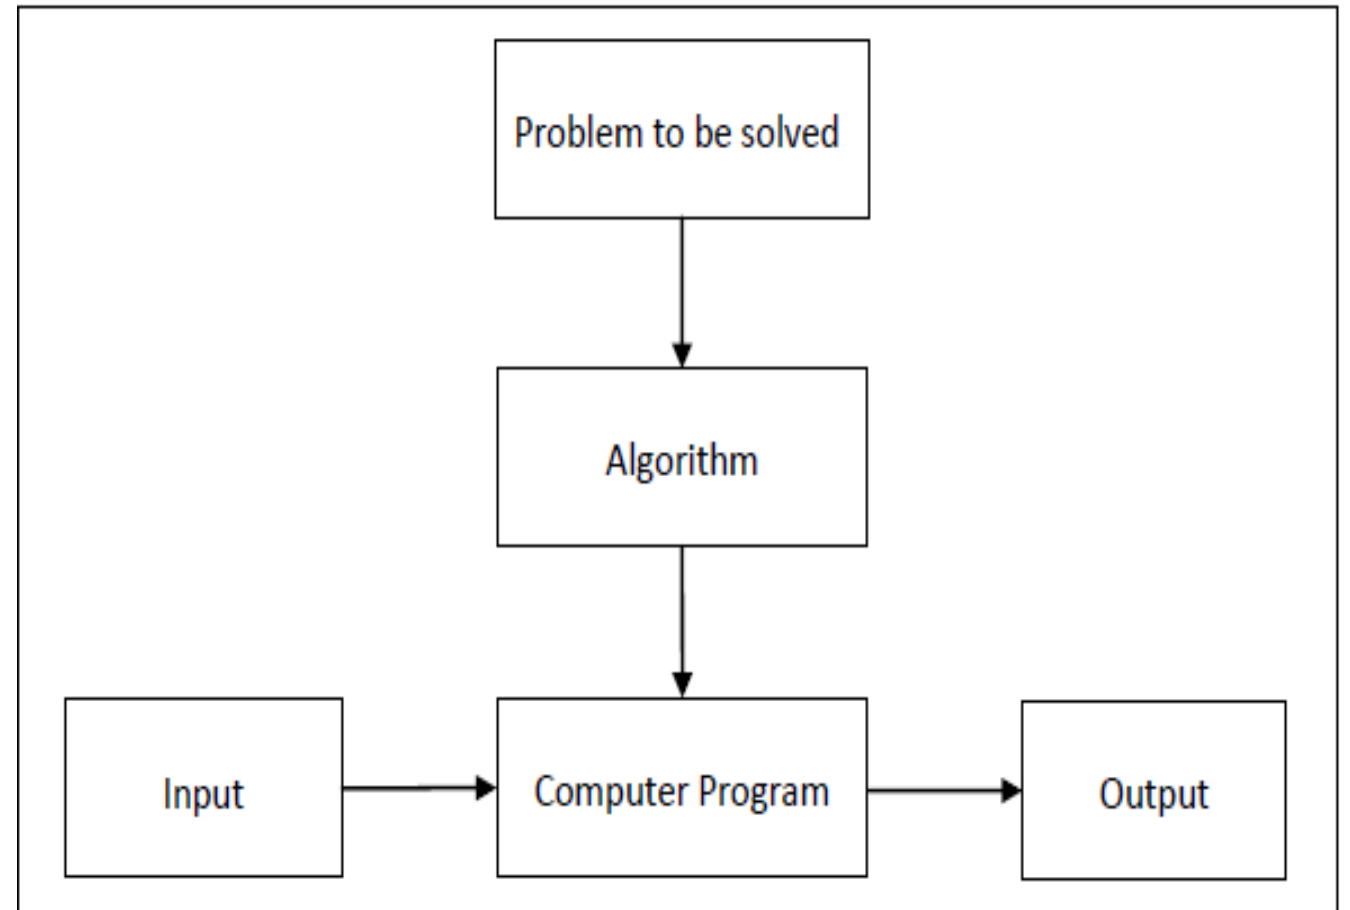 Problem to be solved
Algorithm
Input
Computer Program
Output